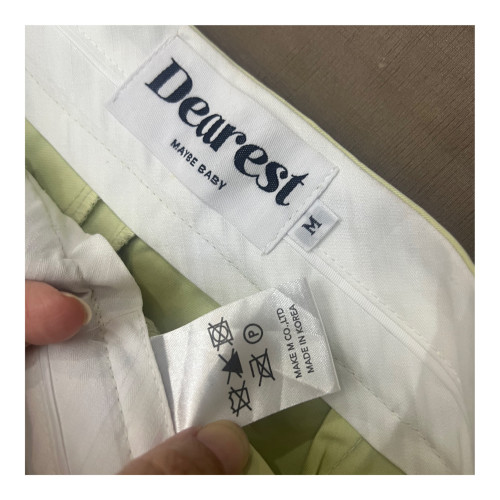 Dearest
MAYBE BABY
M
P
MAKE M CO.,LTD
MADE IN KOREA